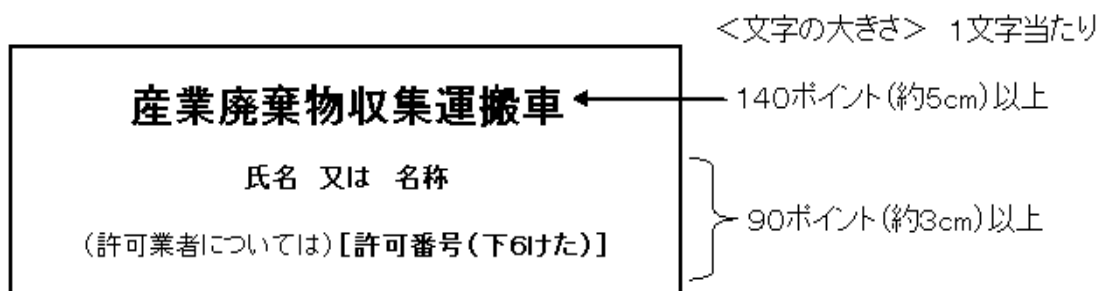 ＜文字の大きさ＞ 1文字当たり
産業廃棄物収集運搬車
140ポイント(約5cm)以上
氏名 又は 名称
90ポイント(約3cm)以上
(許可業者については)[許可番号(下6けた)]